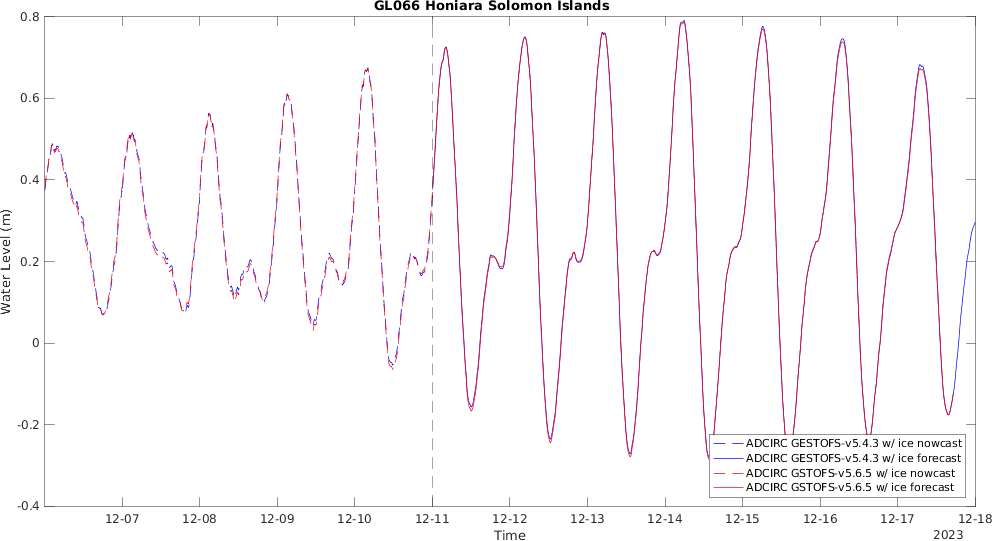 GL066 Honiara Solomon Islands
0.8
0.6
0.4
0.2
0
-0.2
-0.4
Water Level (m)
12-07
12-08
12-09
12-10
12-11
12-12
12-13
12-14
12-15
12-16
12-17
12-18
Time
2023
ADCIRC GESTOFS-v5.4.3 w/ ice nowcast
ADCIRC GESTOFS-v5.4.3 w/ ice forecast
ADCIRC GSTOFS-v5.6.5 w/ ice nowcast
ADCIRC GSTOFS-v5.6.5 w/ ice forecast